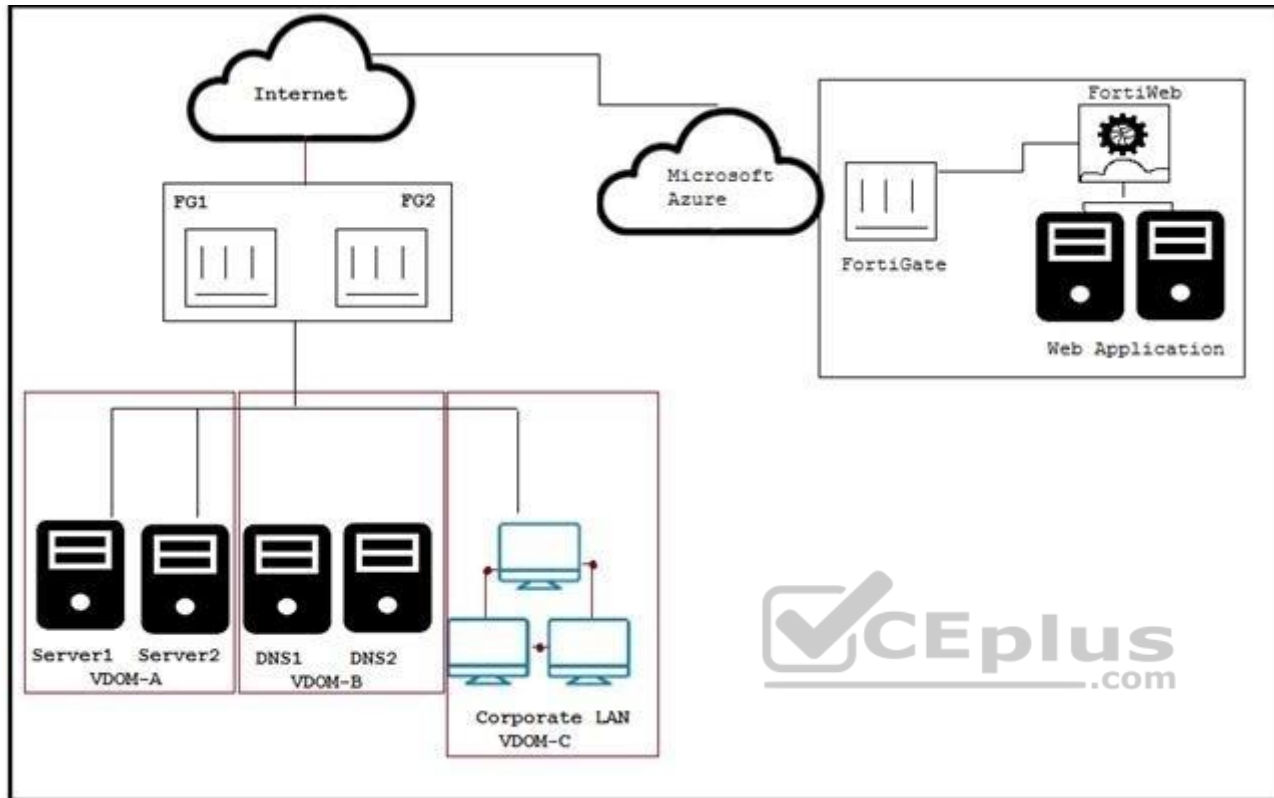 Internet
FortiWeb
Microsoft
Azure
FG1 FG2
FortiGate
Web Application
Server1 Server2 DNS1 DNS2
VDOM-A VDOM-B
Corporate LAN
VDOM-C
CEplus
.com